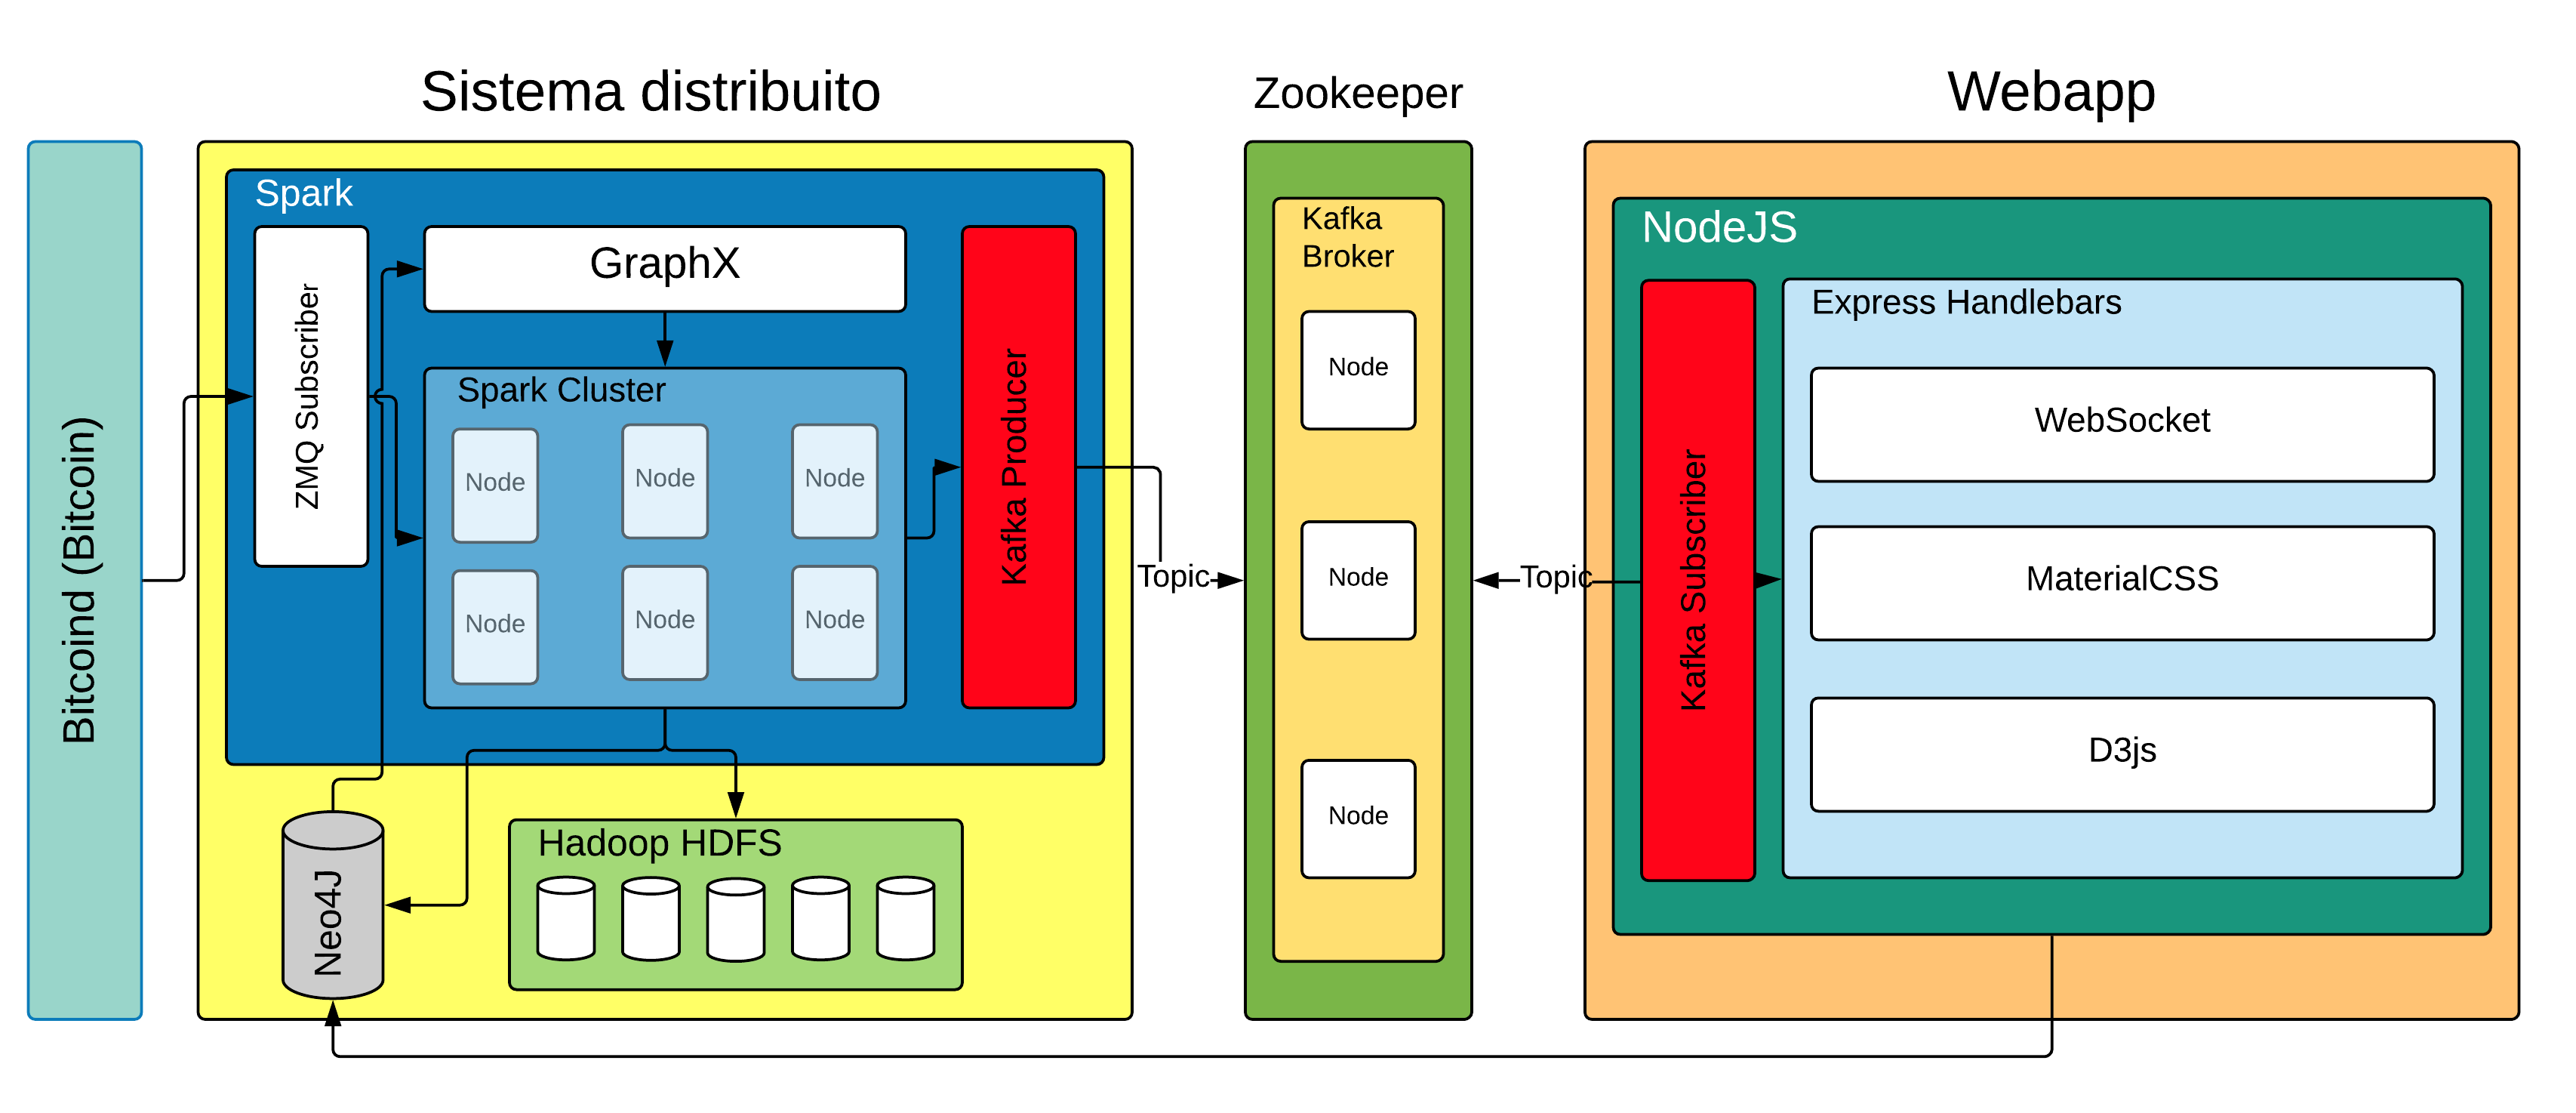 Sistema distribuito
Zookeeper
Webapp
Bitcoind (Bitcoin)
Spark
ZMQ Subscriber
GraphX
Spark Cluster
Node
Node
Node
Node
Node
Node
Kafka Producer
Neo4J
Hadoop HDFS
Topic
Kafka
Broker
Node
Node
Node
Topic
NodeJS
Kafka Subscriber
Express Handlebars
WebSocket
MaterialCSS
D3js